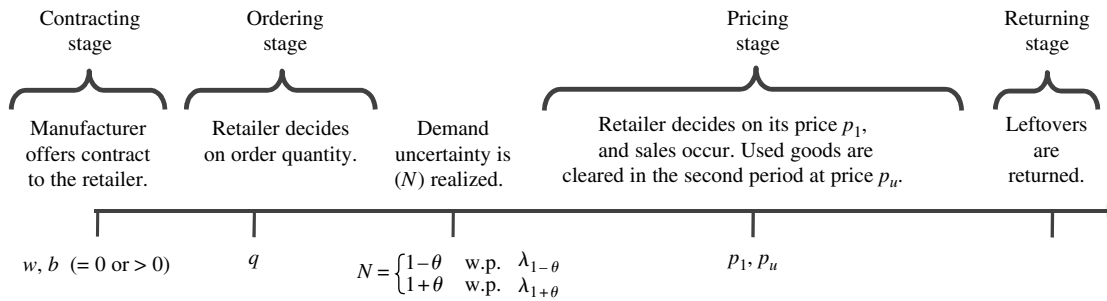 Contracting
stage
Ordering
stage
Pricing
stage
Returning
stage
Manufacturer
offers contract
to the retailer.
Retailer decides
on order quantity.
Demand
uncertainty is
(N) realized.
Retailer decides on its price p₁,
and sales occur. Used goods are
cleared in the second period at price pᵤ.
Leftovers
are
returned.
w, b (= 0 or > 0)
q
N = { 1−θ w.p. λ₁₋θ
1+θ w.p. λ₁₊θ
p₁, pᵤ